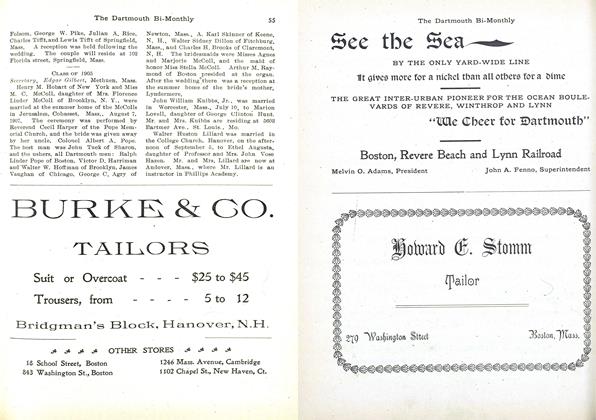 The Dartmouth Bi-Monthly 55
Folsom, George W. Pike, Julian A. Rice,
Charles Tifft, and Lewis Tifft of Springfield,
Mass. A reception was held following the
wedding. The couple will reside at 102
Florida street, Springfield, Mass.
CLASS OF 1905
Secretary, Edgar Gilbert, Methuen, Mass.
Henry M. Hobart of New York and Miss
M. C. McColl, daughter of Mrs. Florence
Linder McColl of Brooklyn, N. Y., were
married at the summer home of the McColls
in Jerusalem, Cohasset, Mass., August 7,
1907. The ceremony was performed by
Reverend Cecil Harper of the Pope Mem-
orial Church, and the bride was given away
by her uncle, Colonel Albert A. Pope.
The best man was John Tuck of Sharon,
and the ushers, all Dartmouth men: Ralph
Linder Pope of Boston, Victor D. Harriman
and Walter W. Hoffman of Brooklyn, James
Vaughan of Chicago, George C. Agry of
Newton, Mass., A. Karl Skinner of Keene,
N. H., Walter Sidney Dillon of Fitchburg,
Mass., and Charles H. Brooks of Claremont,
N. H. The bridesmaids were Misses Agnes
and Marjorie McColl, and the maid of
honor Miss Stella McColl. Arthur M. Ray-
mond of Boston presided at the organ.
After the wedding there was a reception at
the summer home of the bride's mother,
Lyndermere.
John William Knibbs, Jr., was married
in Worcester, Mass., July 10, to Marion
Lovell, daughter of George Clinton Hunt.
Mr. and Mrs. Knibbs are residing at 5062
Partmer Ave., St. Louis, Mo.
Walter Huston Lillard was married in
the College Church, Hanover, on the after-
noon of September 5, to Ethel Augusta,
daughter of Professor and Mrs. John Vose
Hazen. Mr. and Mrs. Lillard are now at
Andover, Mass., where Mr. Lillard is an
instructor in Phillips Academy.
BURKE & CO.
TAILORS
Suit or Overcoat - - - $25 to $45
Trousers, from - - - - 5 to 12
Bridgman's Block, Hanover, N.H.
OTHER STORES
18 School Street, Boston 1246 Mass. Avenue, Cambridge
843 Washington St., Boston 1102 Chapel St., New Haven, Ct.
The Dartmouth Bi-Monthly
See the Sea
BY THE ONLY YARD-WIDE LINE
It gives more for a nickel than all others for a dime
THE GREAT INTER-URBAN PIONEER FOR THE OCEAN BOULE-
VARDS OF REVERE, WINTHROP AND LYNN
"We Cheer for Dartmouth"
Boston, Revere Beach and Lynn Railroad
Melvin O. Adams, President John A. Fenno, Superintendent
Howard E. Stomm
Tailor
279 Washington Street Boston, Mass.